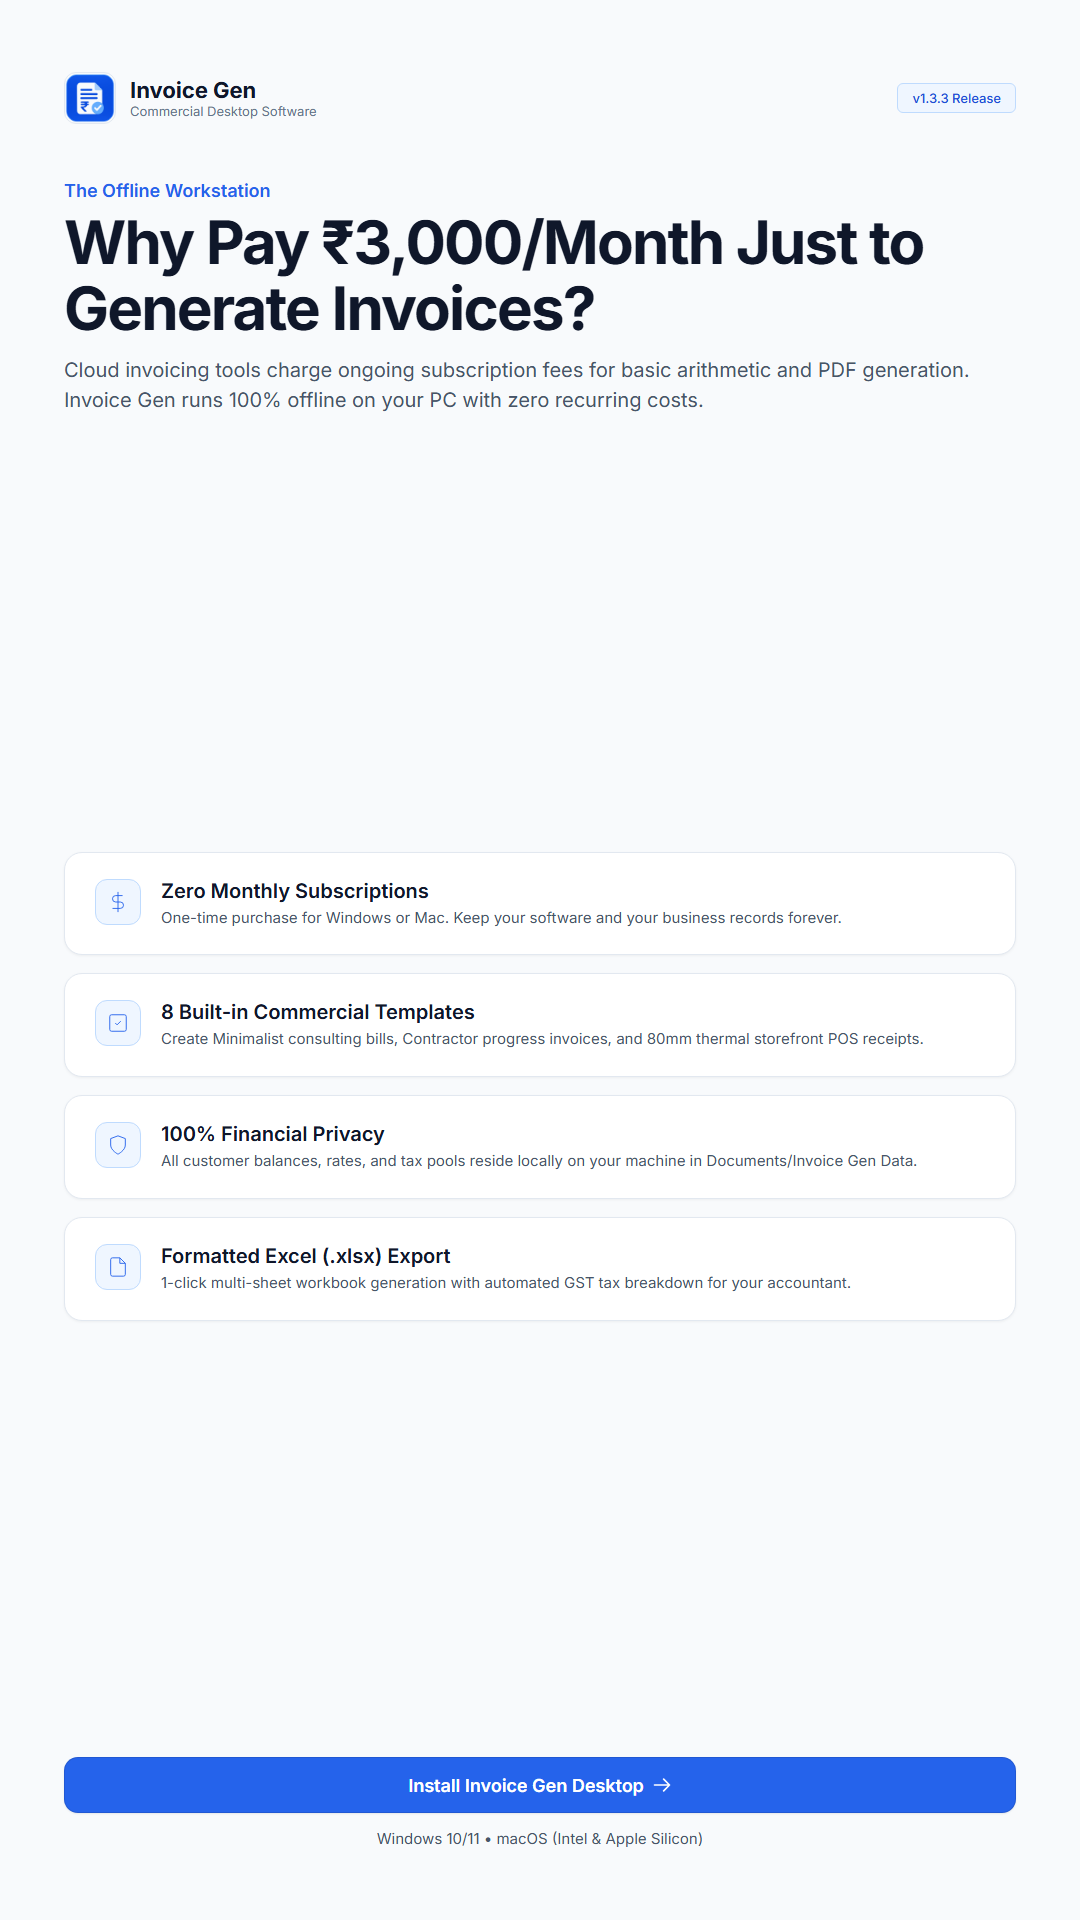 Invoice Gen
Commercial Desktop Software
v1.3.3 Release
The Offline Workstation
Why Pay ₹3,000/Month Just to
Generate Invoices?
Cloud invoicing tools charge ongoing subscription fees for basic arithmetic and PDF generation.
Invoice Gen runs 100% offline on your PC with zero recurring costs.
Zero Monthly Subscriptions
One-time purchase for Windows or Mac. Keep your software and your business records forever.
8 Built-in Commercial Templates
Create Minimalist consulting bills, Contractor progress invoices, and 80mm thermal storefront POS receipts.
100% Financial Privacy
All customer balances, rates, and tax pools reside locally on your machine in Documents/Invoice Gen Data.
Formatted Excel (.xlsx) Export
1-click multi-sheet workbook generation with automated GST tax breakdown for your accountant.
Install Invoice Gen Desktop →
Windows 10/11 • macOS (Intel & Apple Silicon)